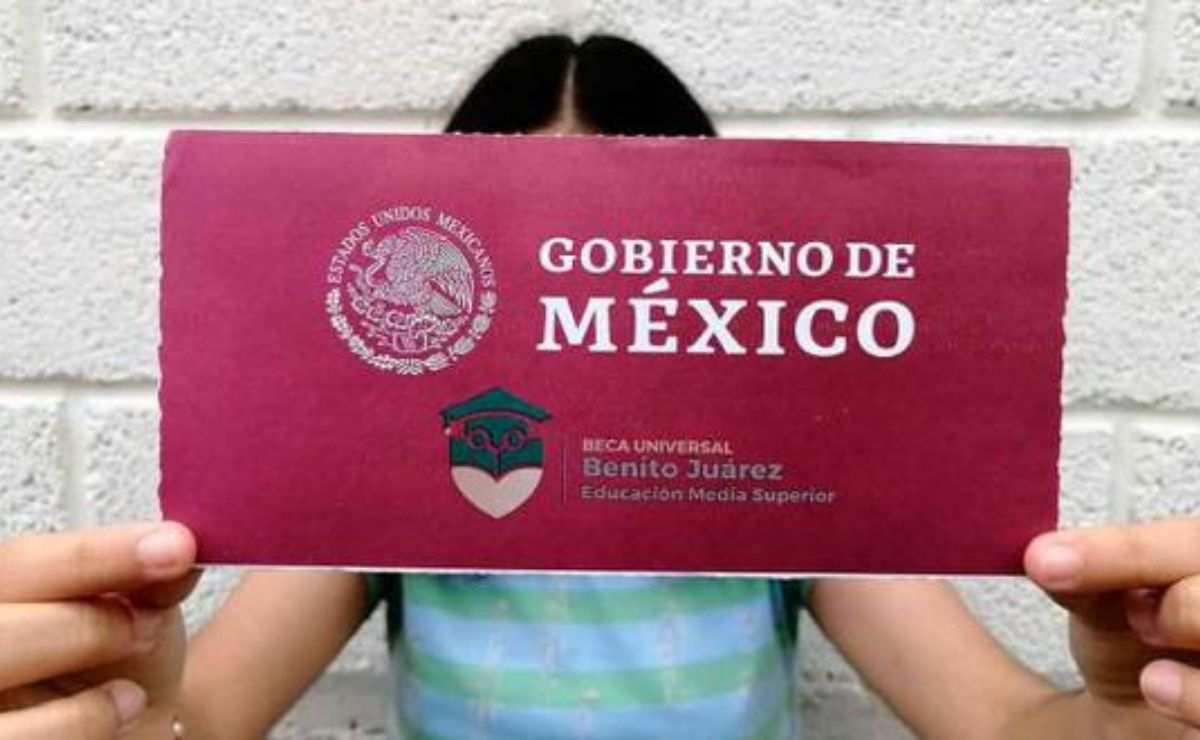 ESTADOS UNIDOS MEXICANOS
GOBIERNO DE
MÉXICO
BECA UNIVERSAL
Benito Juárez
Educación Media Superior